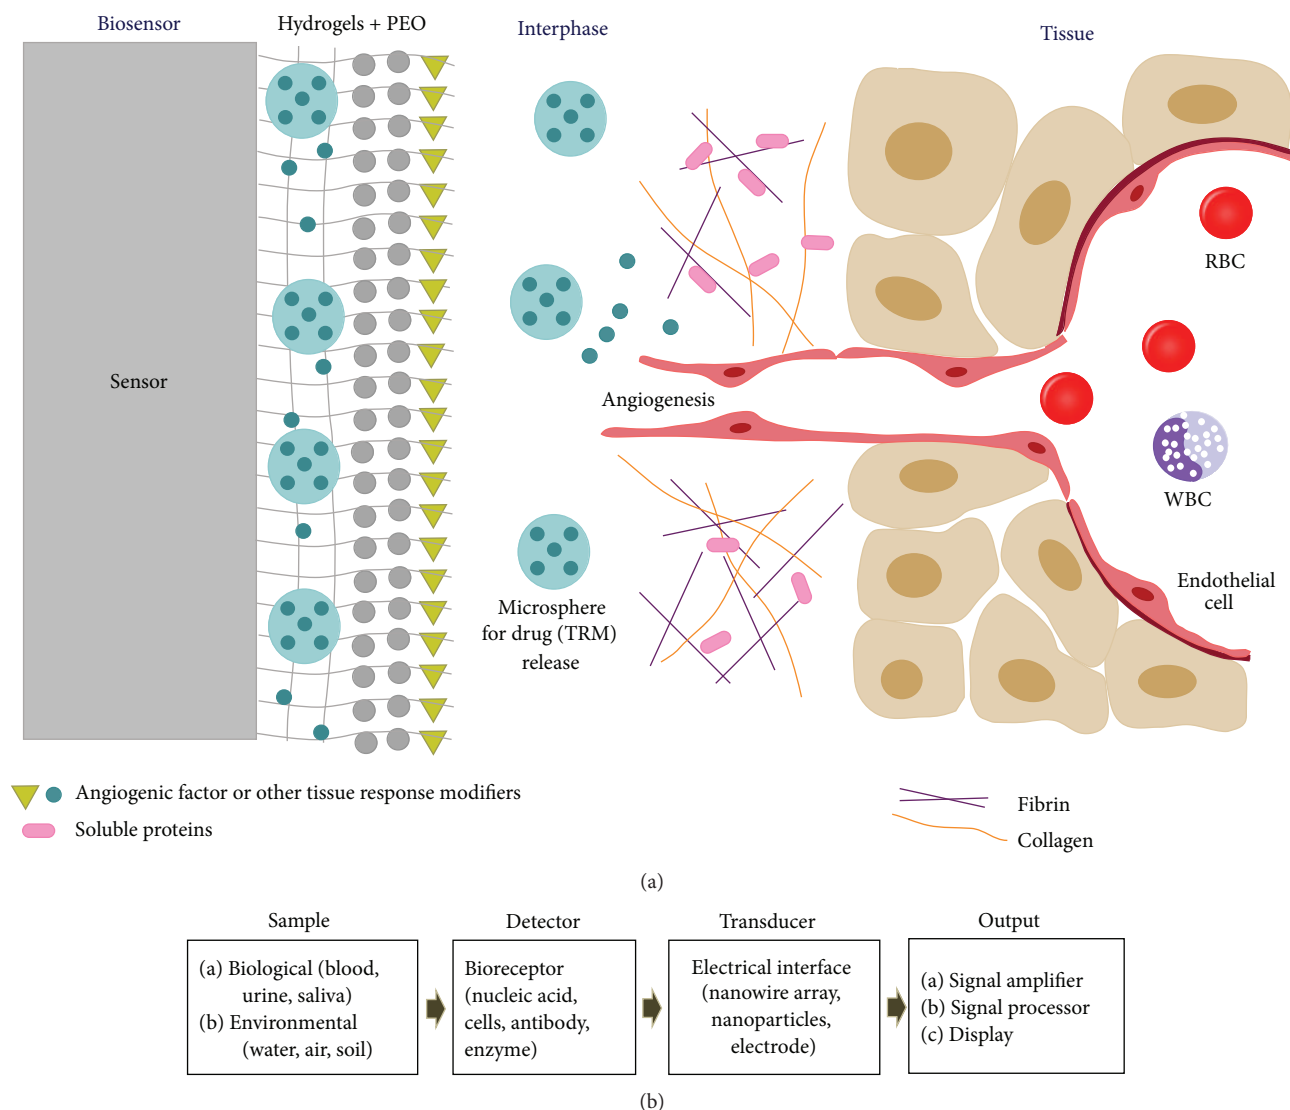 Biosensor
Hydrogels + PEO
Interphase
Tissue
Sensor
RBC
Angiogenesis
WBC
Endothelial
cell
Microsphere
for drug (TRM)
release
Angiogenic factor or other tissue response modifiers
Soluble proteins
Fibrin
Collagen
(a)
Sample
(a) Biological (blood,
urine, saliva)
(b) Environmental
(water, air, soil)
Detector
Bioreceptor
(nucleic acid,
cells, antibody,
enzyme)
Transducer
Electrical interface
(nanowire array,
nanoparticles,
electrode)
Output
(a) Signal amplifier
(b) Signal processor
(c) Display
(b)